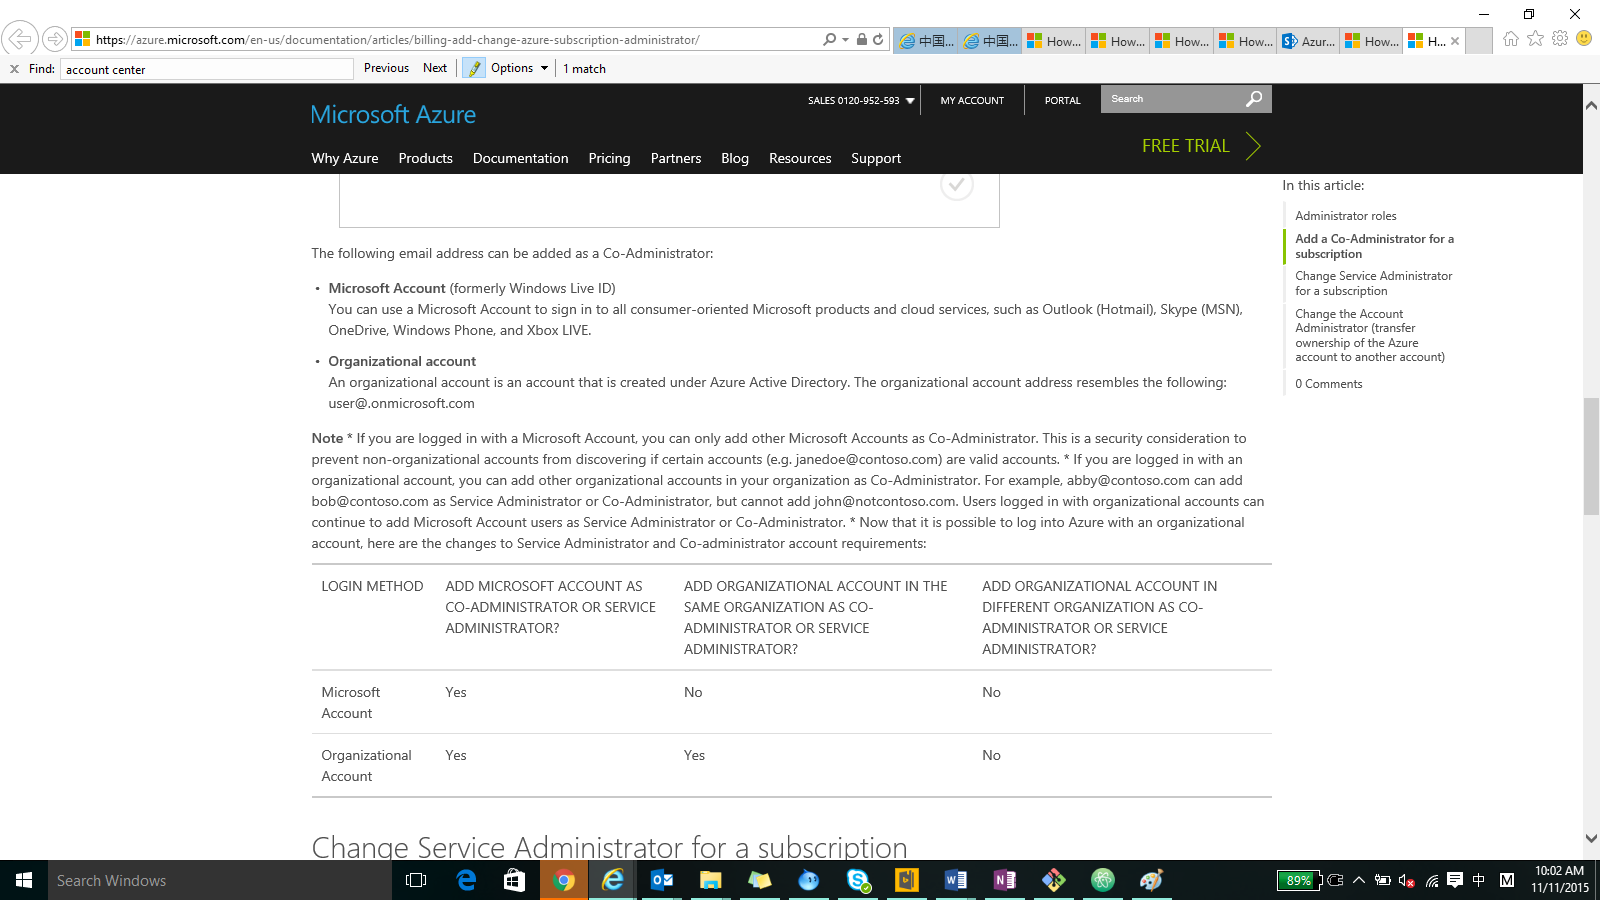 https://azure.microsoft.com/en-us/documentation/articles/billing-add-change-azure-subscription-administrator/
中国...
中国...
How...
How...
How...
How...
Azur...
How...
H...
Find: account center
Previous Next Options 1 match
SALES 0120-952-593 MY ACCOUNT PORTAL Search
Microsoft Azure
FREE TRIAL
Why Azure Products Documentation Pricing Partners Blog Resources Support
The following email address can be added as a Co-Administrator:
• Microsoft Account (formerly Windows Live ID)
You can use a Microsoft Account to sign in to all consumer-oriented Microsoft products and cloud services, such as Outlook (Hotmail), Skype (MSN),
OneDrive, Windows Phone, and Xbox LIVE.
• Organizational account
An organizational account is an account that is created under Azure Active Directory. The organizational account address resembles the following:
user@.onmicrosoft.com
Note * If you are logged in with a Microsoft Account, you can only add other Microsoft Accounts as Co-Administrator. This is a security consideration to
prevent non-organizational accounts from discovering if certain accounts (e.g. janedoe@contoso.com) are valid accounts. * If you are logged in with an
organizational account, you can add other organizational accounts in your organization as Co-Administrator. For example, abby@contoso.com can add
bob@contoso.com as Service Administrator or Co-Administrator, but cannot add john@notcontoso.com. Users logged in with organizational accounts can
continue to add Microsoft Account users as Service Administrator or Co-Administrator. * Now that it is possible to log into Azure with an organizational
account, here are the changes to Service Administrator and Co-administrator account requirements:
LOGIN METHOD
ADD MICROSOFT ACCOUNT AS
CO-ADMINISTRATOR OR SERVICE
ADMINISTRATOR?
ADD ORGANIZATIONAL ACCOUNT IN THE
SAME ORGANIZATION AS CO-
ADMINISTRATOR OR SERVICE
ADMINISTRATOR?
ADD ORGANIZATIONAL ACCOUNT IN
DIFFERENT ORGANIZATION AS CO-
ADMINISTRATOR OR SERVICE
ADMINISTRATOR?
Microsoft
Account
Yes
No
No
Organizational
Account
Yes
Yes
No
Change Service Administrator for a subscription
In this article:
Administrator roles
Add a Co-Administrator for a
subscription
Change Service Administrator
for a subscription
Change the Account
Administrator (transfer
ownership of the Azure
account to another account)
0 Comments
Search Windows
89%
中
M
10:02 AM
11/11/2015